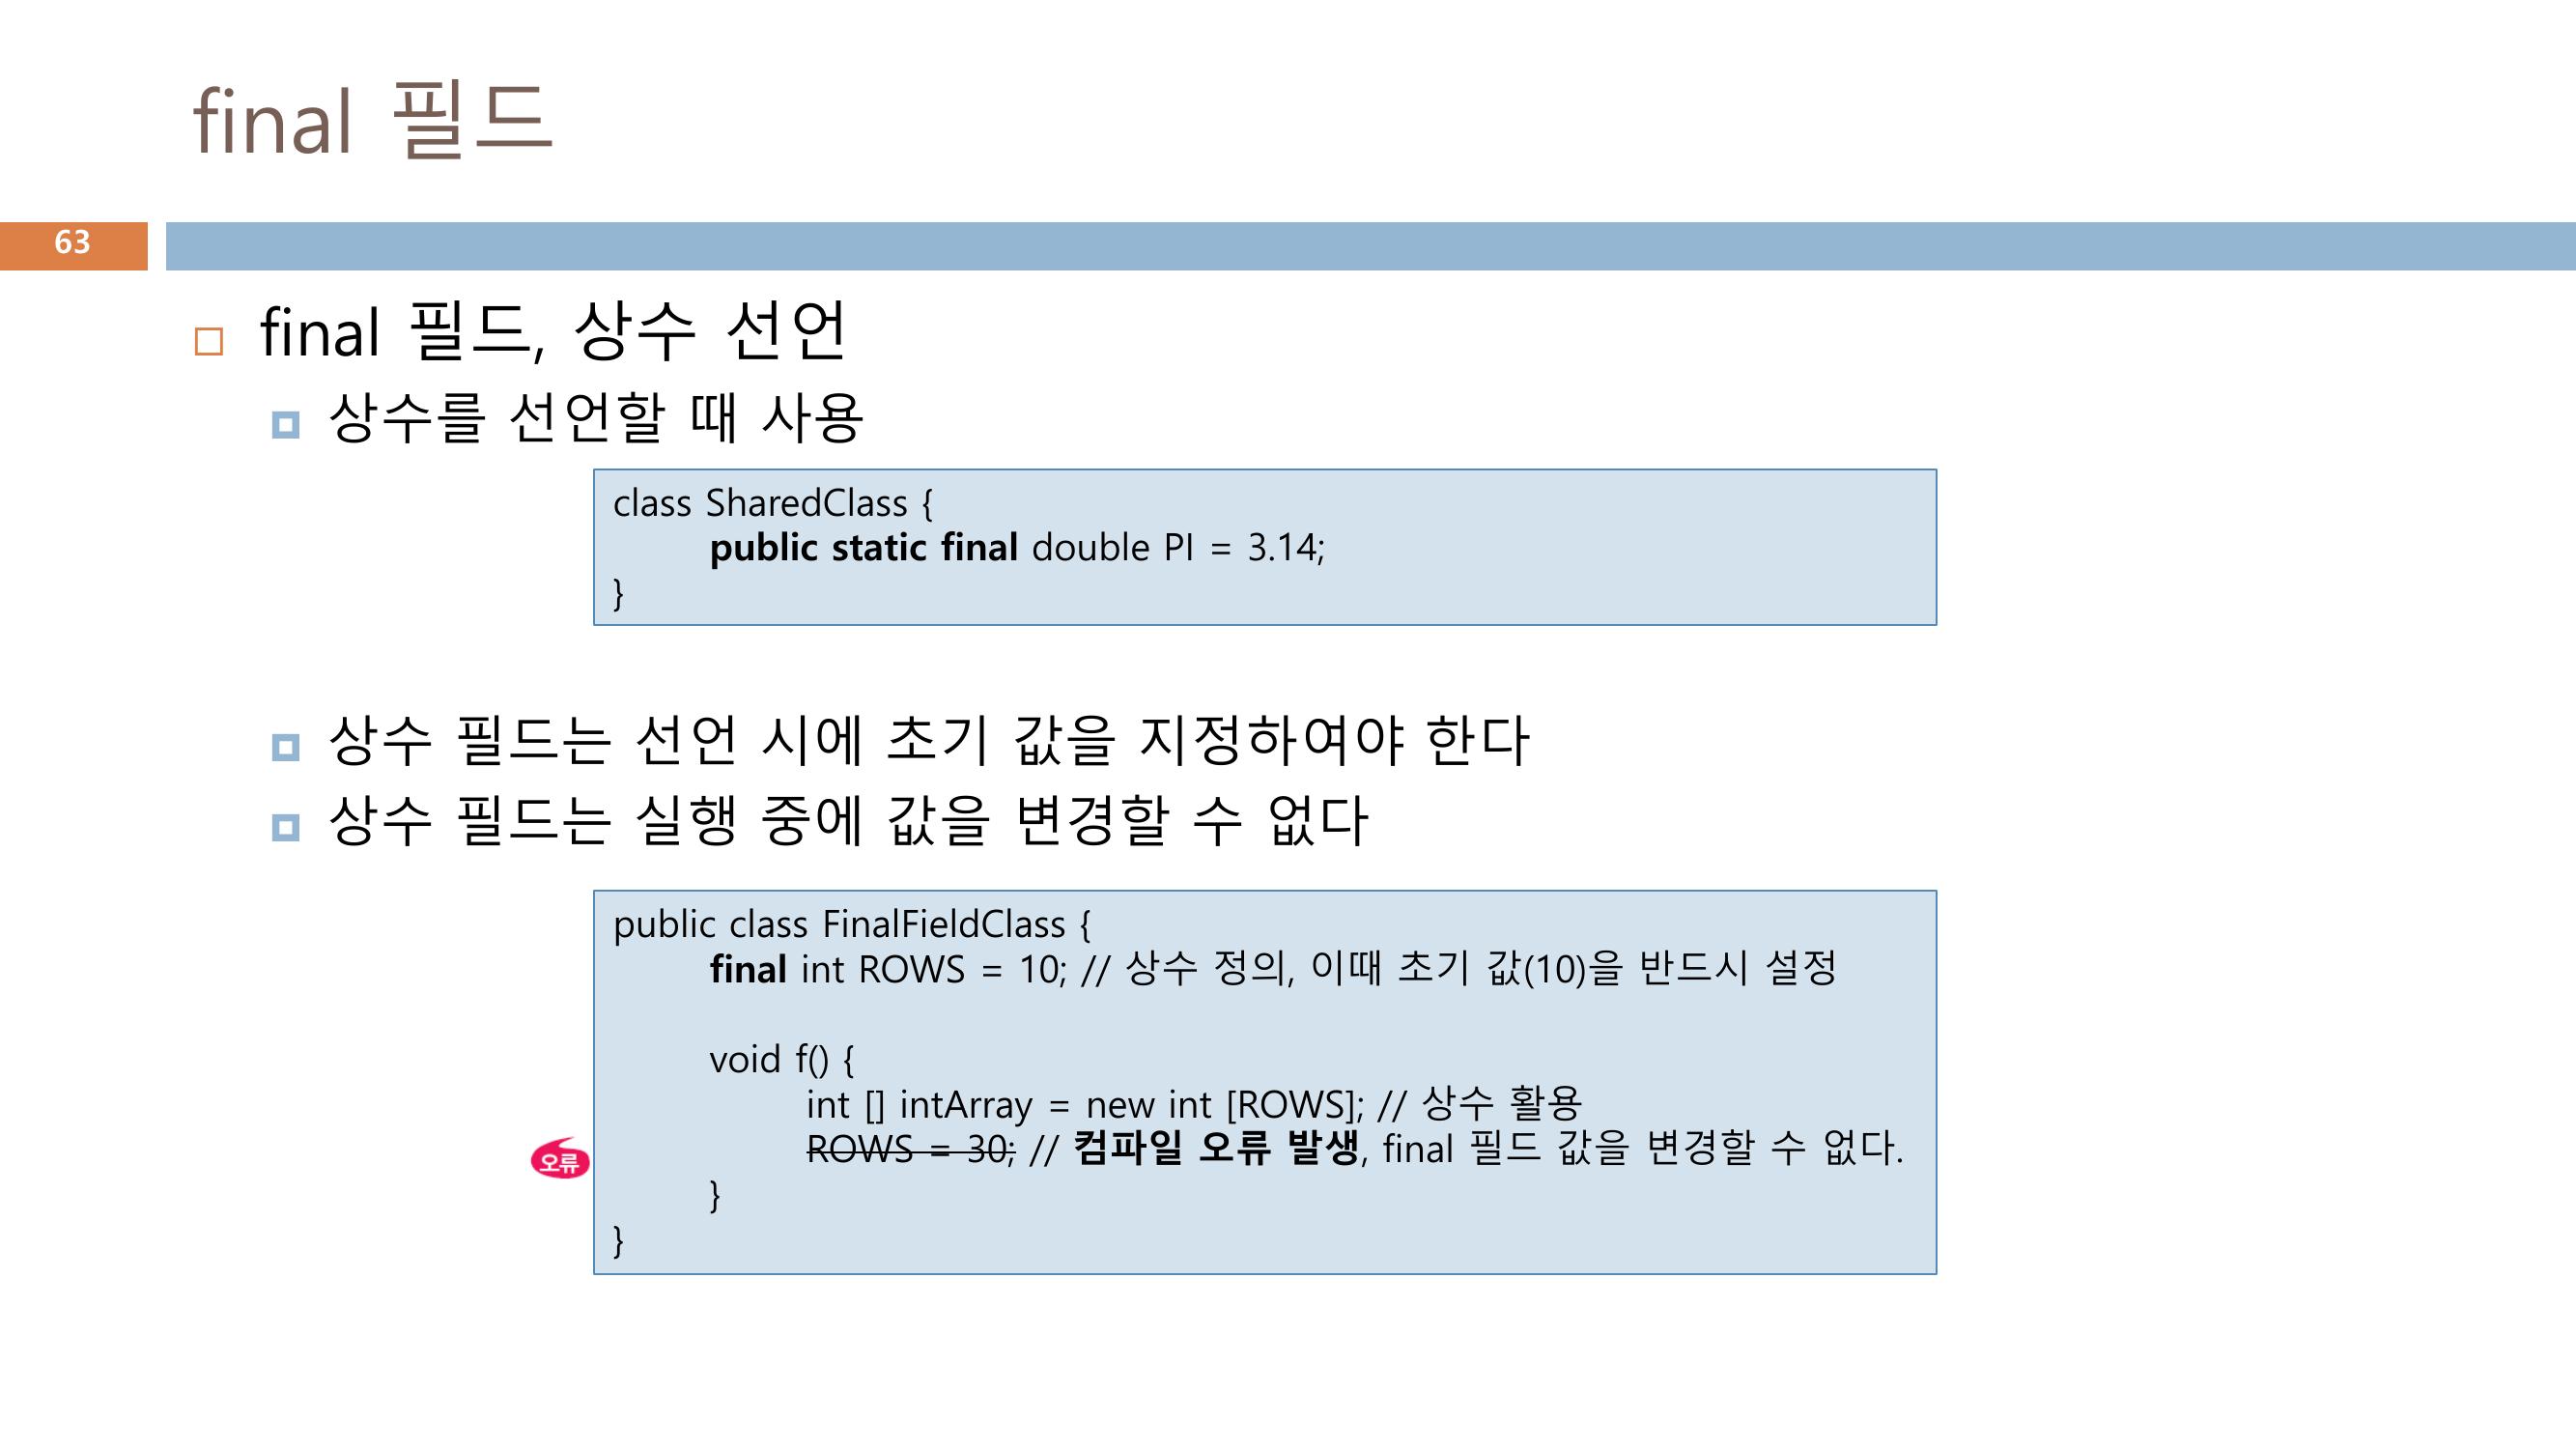 final 필드
63
final 필드, 상수 선언
상수를 선언할 때 사용
class SharedClass {
public static final double PI = 3.14;
}
상수 필드는 선언 시에 초기 값을 지정하여야 한다
상수 필드는 실행 중에 값을 변경할 수 없다
public class FinalFieldClass {
final int ROWS = 10; // 상수 정의, 이때 초기 값(10)을 반드시 설정
void f() {
int [] intArray = new int [ROWS]; // 상수 활용
오류 ROWS = 30; // 컴파일 오류 발생, final 필드 값을 변경할 수 없다.
}
}